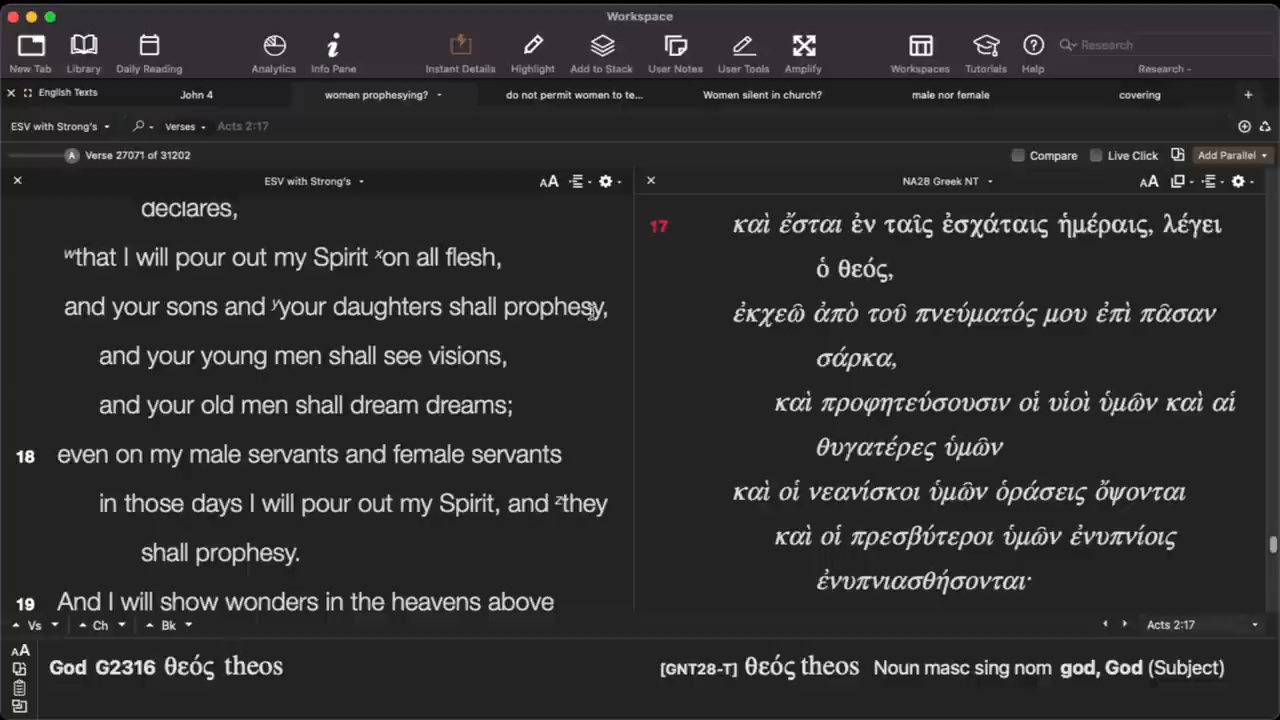 Workspace
New Tab Library Daily Reading Analytics Info Pane Instant Details Highlight Add to Stack User Notes User Tools Amplify Workspaces Tutorials Help Research
Research
English Texts John 4 women prophesying? do not permit women to te... Women silent in church? male nor female covering
ESV with Strong's Verses Acts 2:17
A Verse 27071 of 31202 Compare Live Click Add Parallel
ESV with Strong's
declares,
ʷthat I will pour out my Spirit ˣon all flesh,
and your sons and ʸyour daughters shall prophesy,
and your young men shall see visions,
and your old men shall dream dreams;
18 even on my male servants and female servants
in those days I will pour out my Spirit, and ᶻthey
shall prophesy.
19 And I will show wonders in the heavens above
NA28 Greek NT
17 καὶ ἔσται ἐν ταῖς ἐσχάταις ἡμέραις, λέγει
ὁ θεός,
ἐκχεῶ ἀπὸ τοῦ πνεύματός μου ἐπὶ πᾶσαν
σάρκα,
καὶ προφητεύσουσιν οἱ υἱοὶ ὑμῶν καὶ αἱ
θυγατέρες ὑμῶν
καὶ οἱ νεανίσκοι ὑμῶν ὁράσεις ὄψονται
καὶ οἱ πρεσβύτεροι ὑμῶν ἐνυπνίοις
ἐνυπνιασθήσονται·
Vs Ch Bk Acts 2:17
God G2316 θεός theos
[GNT28-T] θεός theos Noun masc sing nom god, God (Subject)